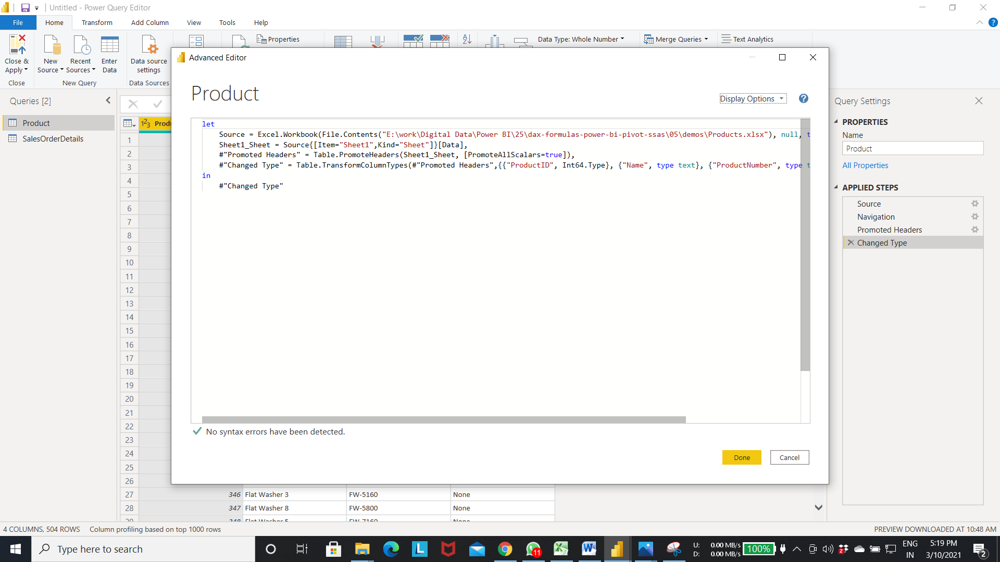 Untitled - Power Query Editor
File Home Transform Add Column View Tools Help
Close & Apply
Close
New Source
Recent Sources
Enter Data
New Query
Data source settings
Data Sources
Properties
Data Type: Whole Number
Merge Queries
Text Analytics
Queries [2]
Product
SalesOrderDetails
Advanced Editor
Product
Display Options
let
Source = Excel.Workbook(File.Contents("E:\work\Digital Data\Power BI\25\dax-formulas-power-bi-pivot-ssas\05\demos\Products.xlsx"), null, t
Sheet1_Sheet = Source{[Item="Sheet1",Kind="Sheet"]}[Data],
#"Promoted Headers" = Table.PromoteHeaders(Sheet1_Sheet, [PromoteAllScalars=true]),
#"Changed Type" = Table.TransformColumnTypes(#"Promoted Headers",{{"ProductID", Int64.Type}, {"Name", type text}, {"ProductNumber", type t
in
#"Changed Type"
No syntax errors have been detected.
Done Cancel
123 Prod
1
2
3
4
5
6
7
8
9
10
11
12
13
14
15
16
17
18
19
20
21
22
23
24
25
26
27 346 Flat Washer 3 FW-5160 None
28 347 Flat Washer 8 FW-5800 None
29 348 Flat Washer 5 FW-7160 None
Query Settings
PROPERTIES
Name
Product
All Properties
APPLIED STEPS
Source
Navigation
Promoted Headers
Changed Type
4 COLUMNS, 504 ROWS Column profiling based on top 1000 rows
PREVIEW DOWNLOADED AT 10:48 AM
Type here to search
11
U: 0.00 MB/s
D: 0.00 MB/s
100%
2
ENG
IN
5:19 PM
3/10/2021
2